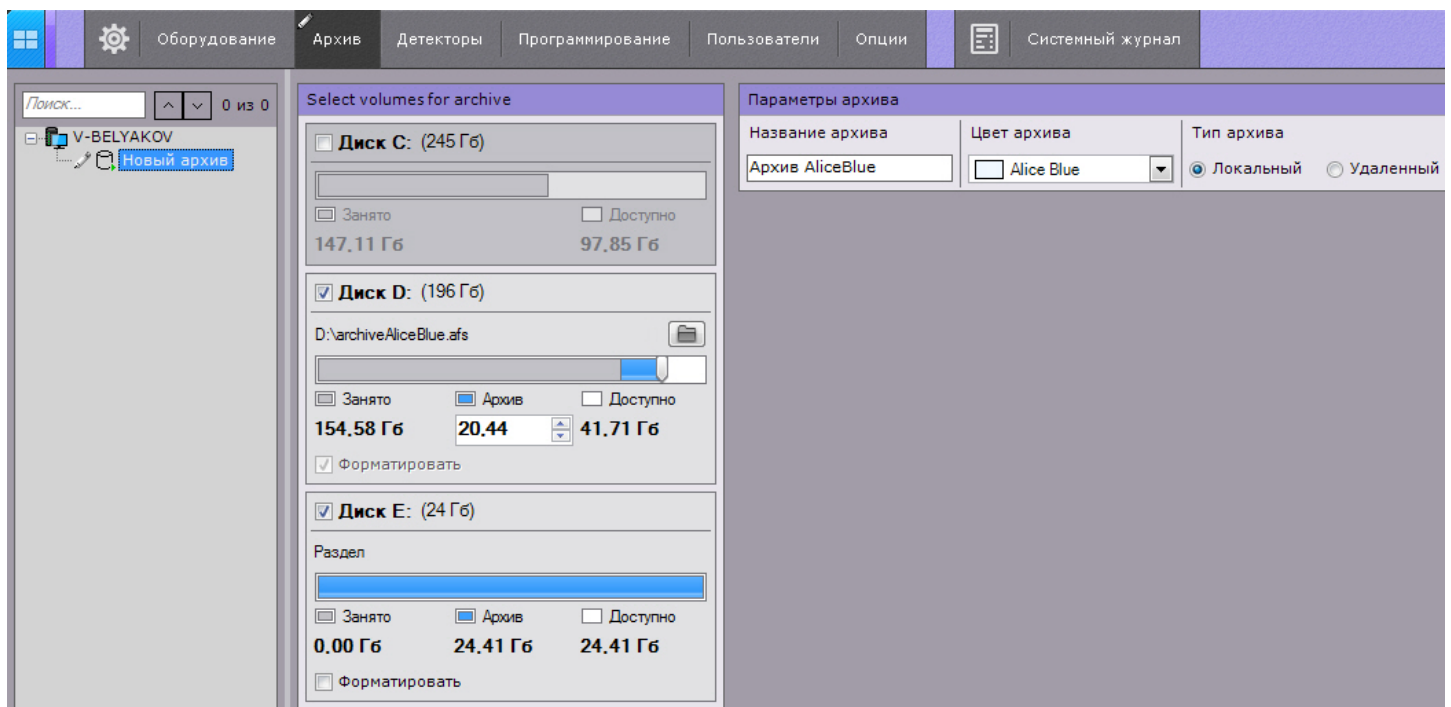 Оборудование Архив Детекторы Программирование Пользователи Опции Системный журнал
Поиск... 0 из 0
V-BELYAKOV
Новый архив
Select volumes for archive
Диск C: (245 Гб)
Занято Доступно
147,11 Гб 97,85 Гб
Диск D: (196 Гб)
D:\archiveAliceBlue.afs
Занято Архив Доступно
154,58 Гб 20,44 41,71 Гб
Форматировать
Диск E: (24 Гб)
Раздел
Занято Архив Доступно
0,00 Гб 24,41 Гб 24,41 Гб
Форматировать
Параметры архива
Название архива Цвет архива Тип архива
Архив AliceBlue Alice Blue Локальный Удаленный